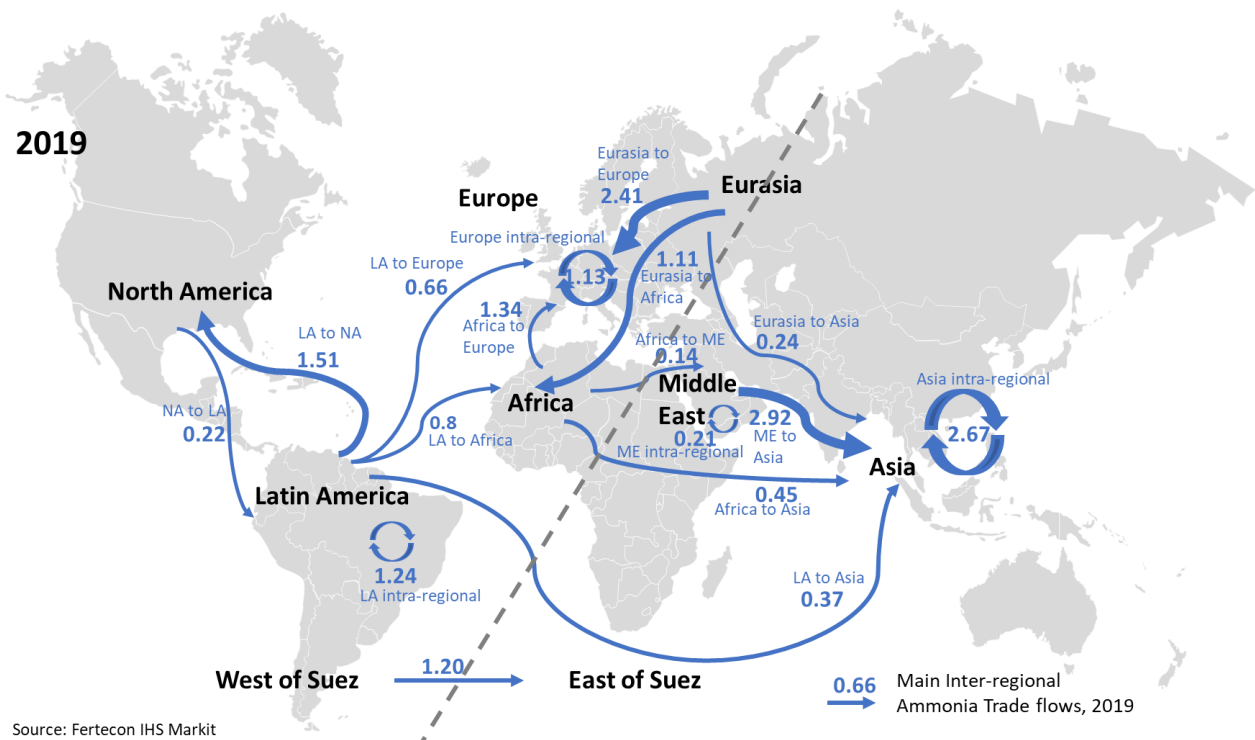 2019
Eurasia to
Europe
2.41
Eurasia
Europe
Europe intra-regional
1.13
LA to Europe
0.66
1.11
Eurasia to
Africa
North America
1.34
Africa to
Europe
LA to NA
1.51
Africa to ME
0.14
Eurasia to Asia
0.24
Middle
East
0.21
ME intra-regional
2.92
ME to
Asia
Asia intra-regional
2.67
Africa
0.8
LA to Africa
NA to LA
0.22
Asia
0.45
Africa to Asia
Latin America
1.24
LA intra-regional
LA to Asia
0.37
West of Suez
1.20
East of Suez
0.66
Main Inter-regional
Ammonia Trade flows, 2019
Source: Fertecon IHS Markit